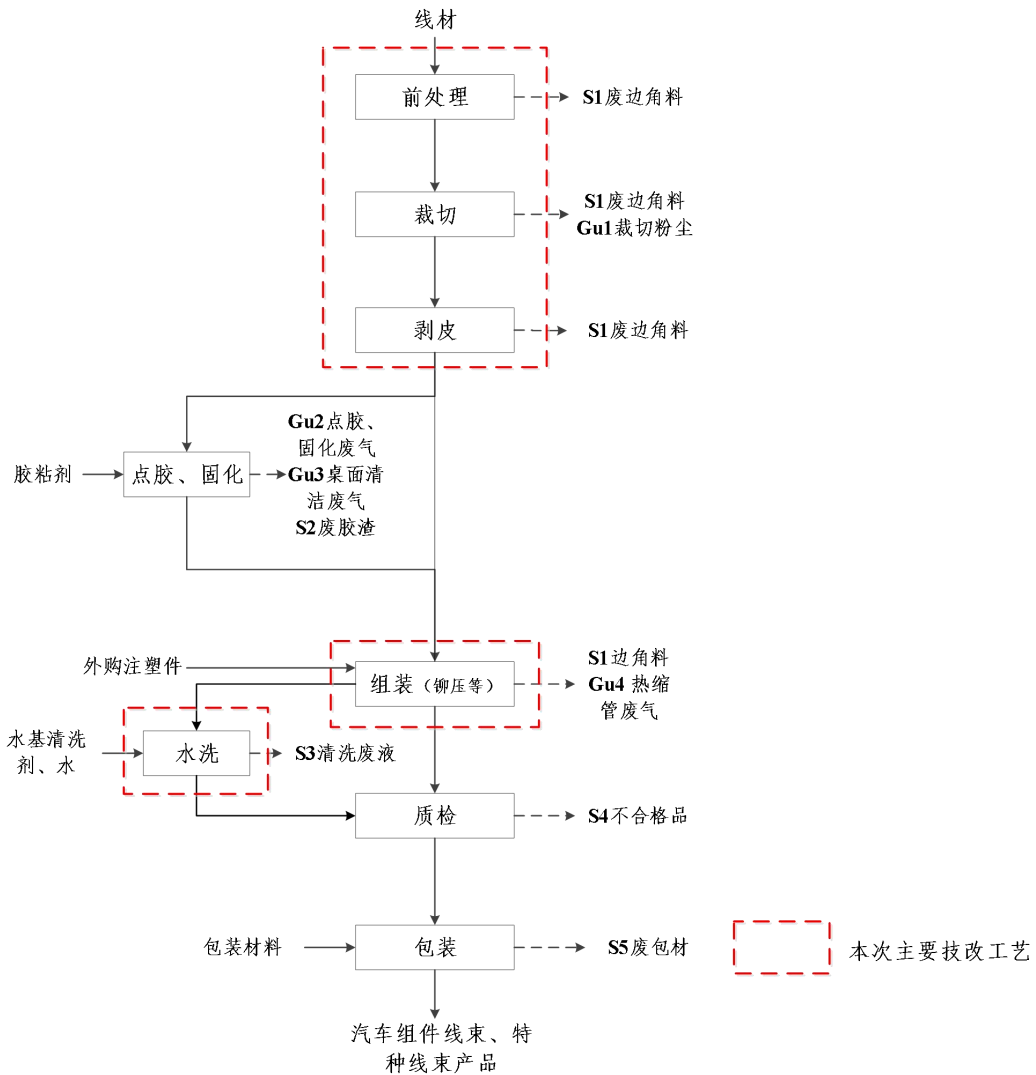 线材
前处理
S1废边角料
裁切
S1废边角料
Gu1裁切粉尘
剥皮
S1废边角料
胶粘剂
点胶、固化
Gu2点胶、
固化废气
Gu3桌面清
洁废气
S2废胶渣
外购注塑件
组装（铆压等）
S1边角料
Gu4 热缩
管废气
水基清洗
剂、水
水洗
S3清洗废液
质检
S4不合格品
包装材料
包装
S5废包材
本次主要技改工艺
汽车组件线束、特
种线束产品